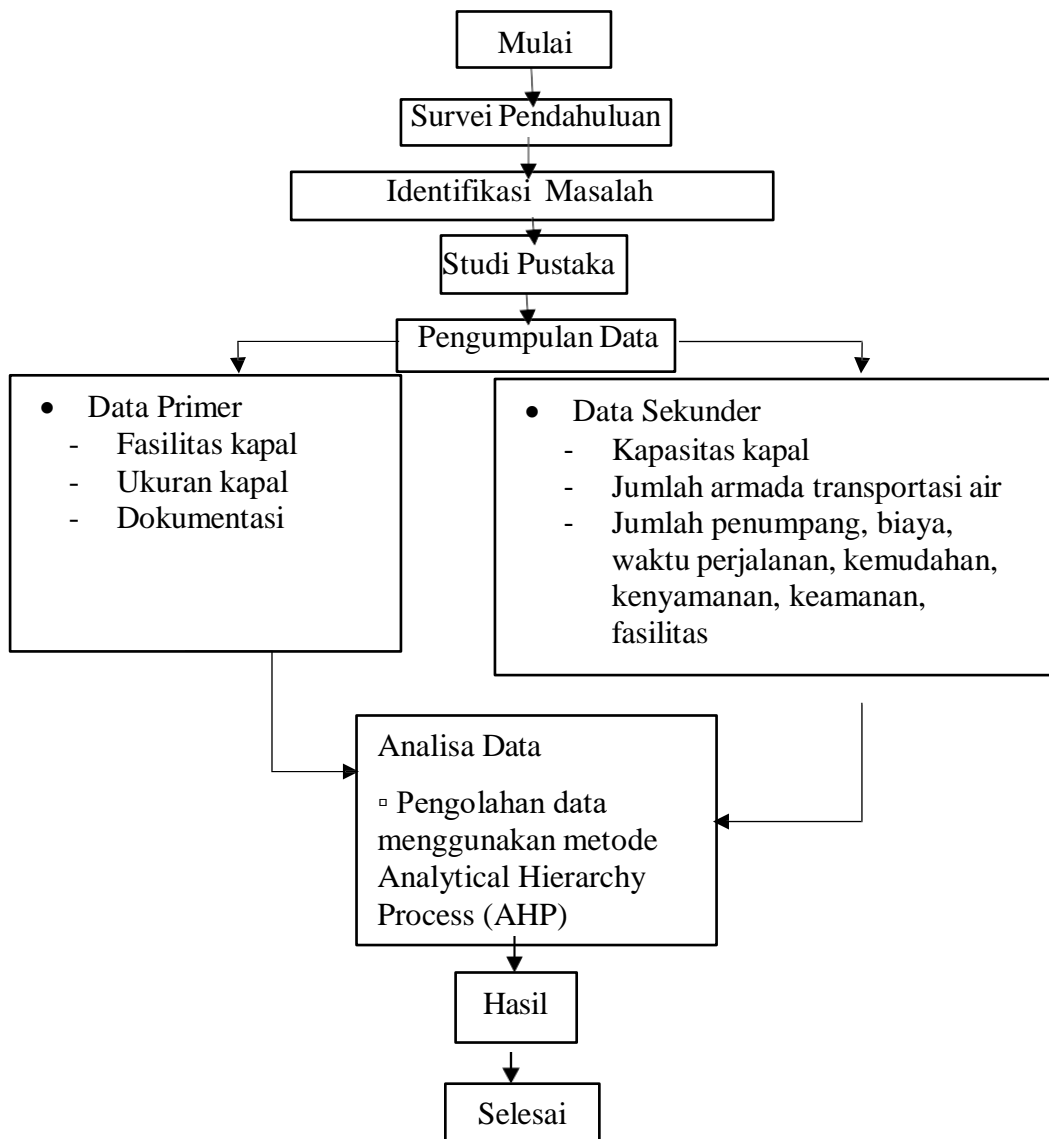 Mulai
Survei Pendahuluan
Identifikasi Masalah
Studi Pustaka
Pengumpulan Data
• Data Primer
- Fasilitas kapal
- Ukuran kapal
- Dokumentasi
• Data Sekunder
- Kapasitas kapal
- Jumlah armada transportasi air
- Jumlah penumpang, biaya,
waktu perjalanan, kemudahan,
kenyamanan, keamanan,
fasilitas
Analisa Data
▫ Pengolahan data
menggunakan metode
Analytical Hierarchy
Process (AHP)
Hasil
Selesai